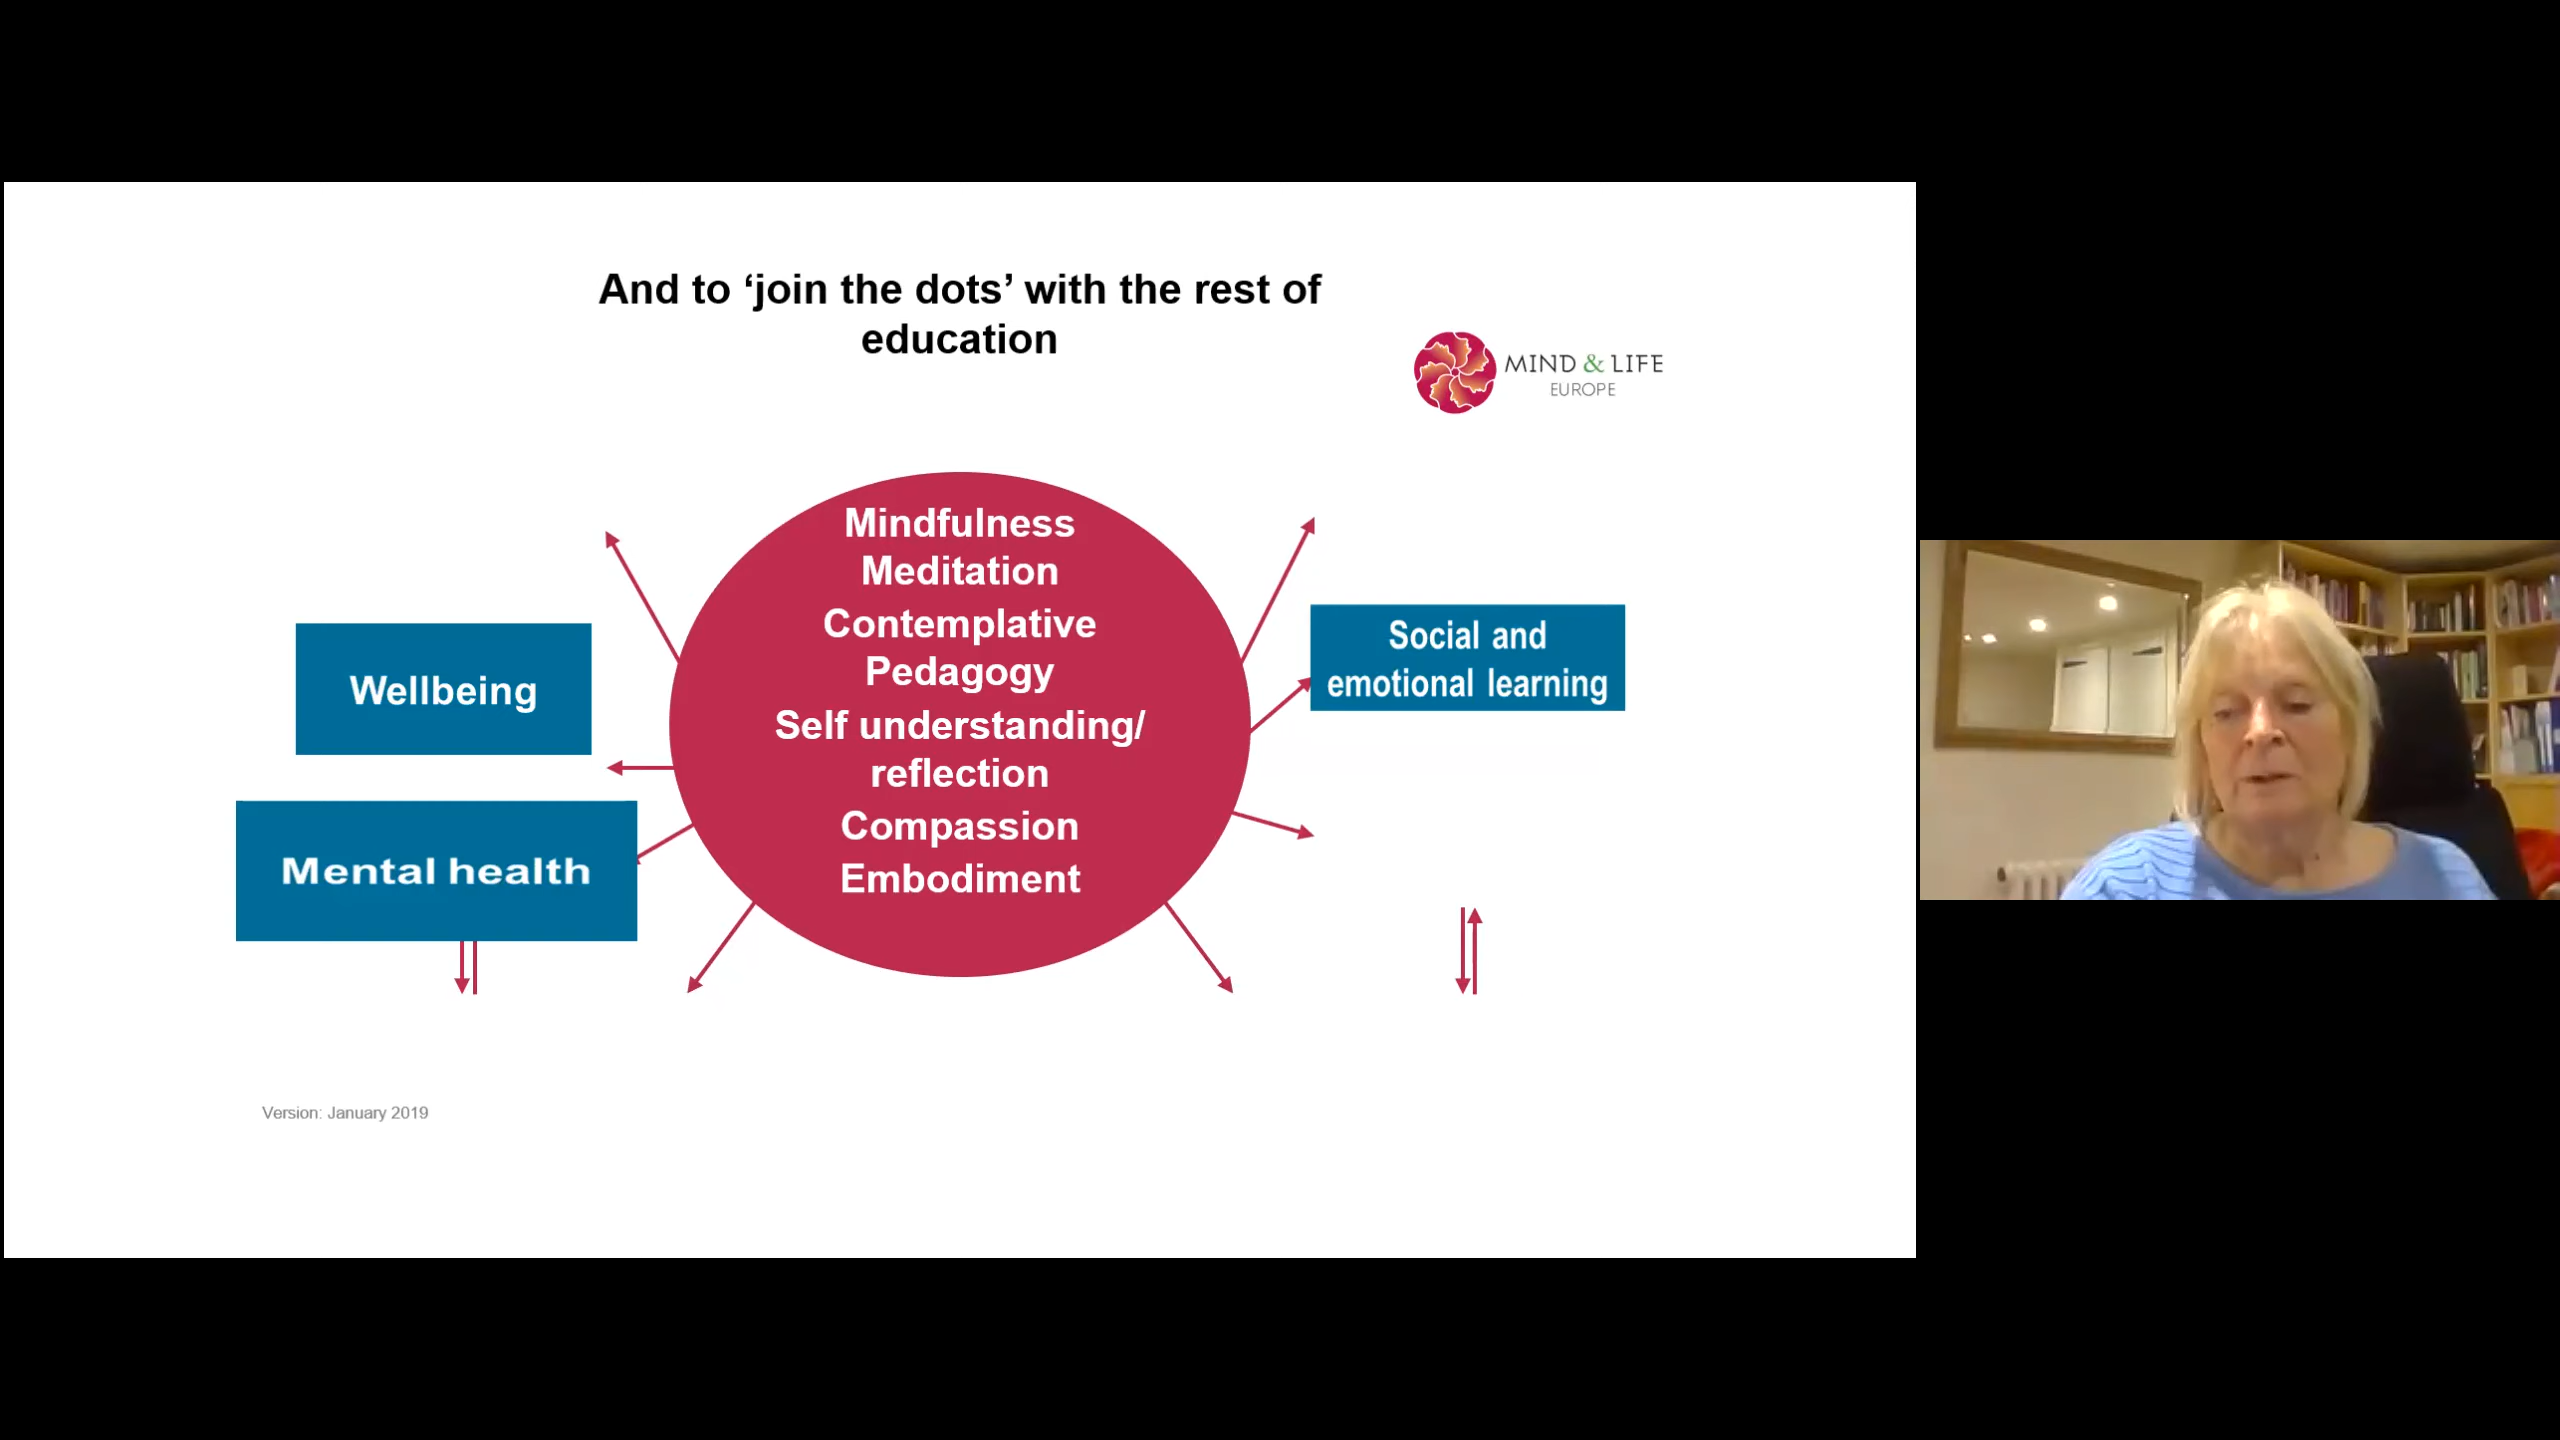 And to ‘join the dots’ with the rest of
education
MIND & LIFE
EUROPE
Mindfulness
Meditation
Contemplative
Pedagogy
Self understanding/
reflection
Compassion
Embodiment
Wellbeing
Mental health
Social and
emotional learning
Version: January 2019